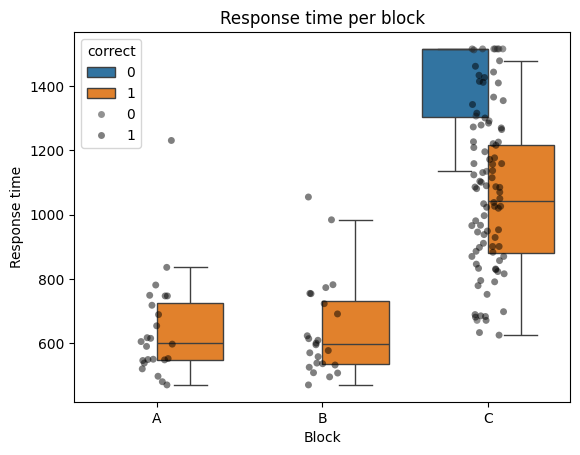 Response time per block
correct
0
1
0
1
1400
1200
1000
800
600
Response time
A B C
Block